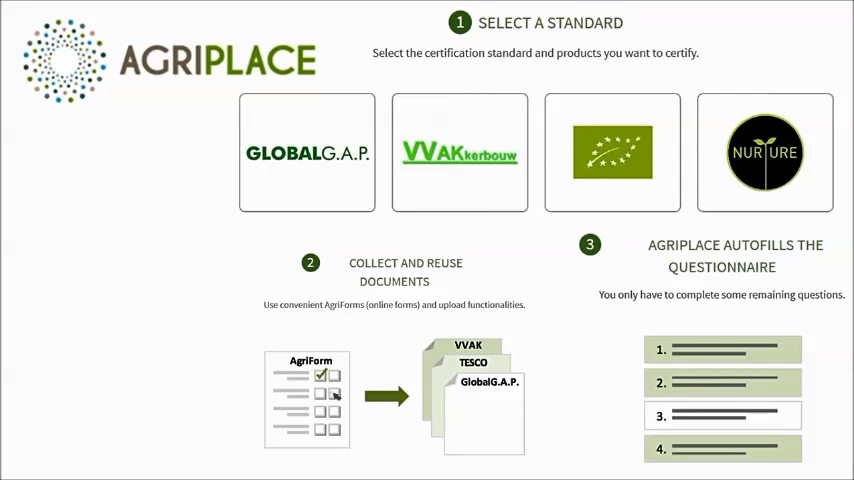 AGRIPLACE
1 SELECT A STANDARD
Select the certification standard and products you want to certify.
GLOBALG.A.P.
VVAKkerbouw
NURTURE
2 COLLECT AND REUSE
DOCUMENTS
Use convenient AgriForms (online forms) and upload functionalities.
AgriForm
VVAK
TESCO
GlobalG.A.P.
3 AGRIPLACE AUTOFILLS THE
QUESTIONNAIRE
You only have to complete some remaining questions.
1.
2.
3.
4.